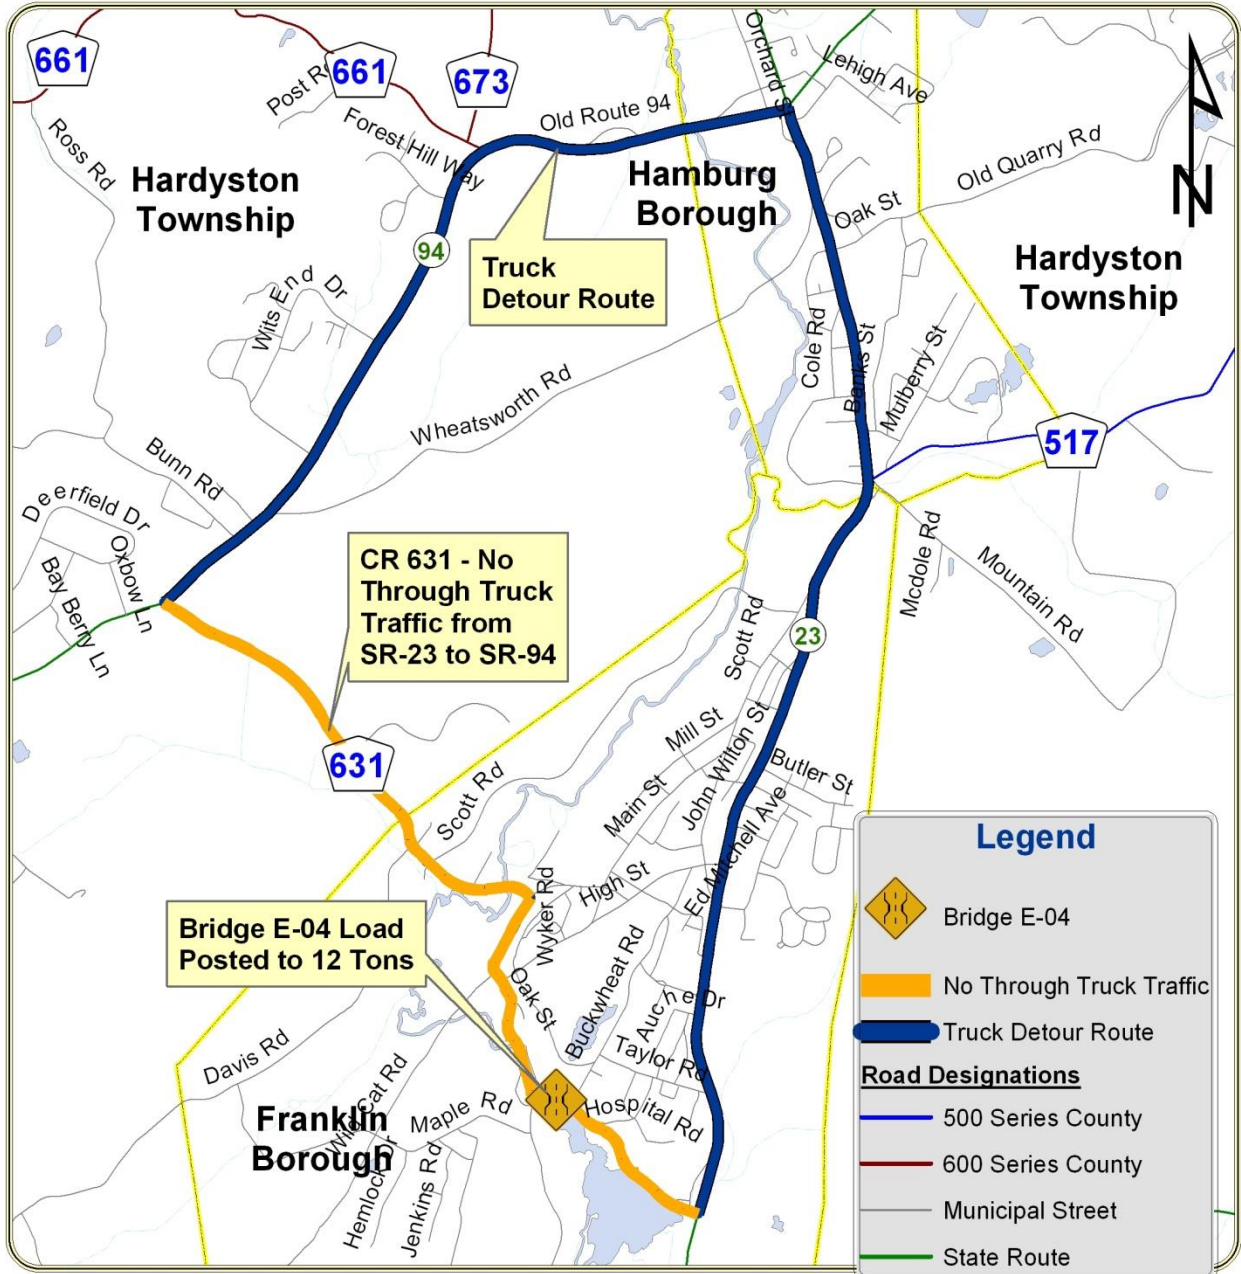 661
661
673
Orchard St
Lehigh Ave
Post Rd
Old Route 94
Forest Hill Way
Ross Rd
Hardyston
Township
Hamburg
Borough
Old Quarry Rd
N
Oak St
94
Truck
Detour Route
Hardyston
Township
Wits End Dr
Cole Rd
Banks St
Mulberry St
Wheatsworth Rd
517
Bunn Rd
Deerfield Dr
Oxbow Ln
Bay Berry Ln
CR 631 - No
Through Truck
Traffic from
SR-23 to SR-94
Mcdole Rd
Mountain Rd
Scott Rd
23
Mill St
631
John Wilton St
Butler St
Main St
Scott Rd
Ed Mitchell Ave
High St
Wyker Rd
Bridge E-04 Load
Posted to 12 Tons
Oak St
Buckwheat Rd
Auche Dr
Taylor Rd
Davis Rd
Wild Cat Rd
Maple Rd
Hospital Rd
Franklin
Borough
Hemlock Dr
Jenkins Rd
Legend
Bridge E-04
No Through Truck Traffic
Truck Detour Route
Road Designations
500 Series County
600 Series County
Municipal Street
State Route